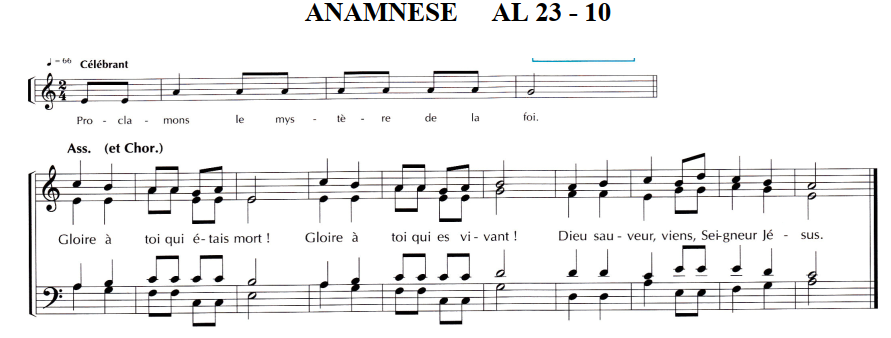 ANAMNESE AL 23 - 10
♩ = 66 Célébrant
2/4
Pro - cla - mons le mys - tè - re de la foi.
Ass. (et Chor.)
Gloire à toi qui é-tais mort ! Gloire à toi qui es vi-vant ! Dieu sau-veur, viens, Sei-gneur Jé - sus.